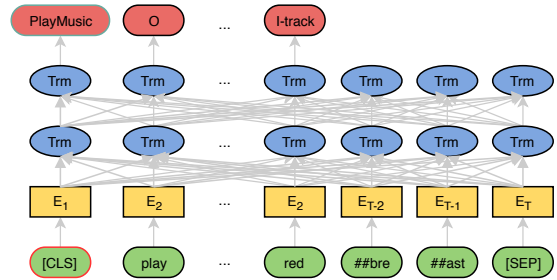 PlayMusic O ... I-track
Trm Trm ... Trm Trm Trm Trm
Trm Trm ... Trm Trm Trm Trm
E1 E2 ... E2 ET-2 ET-1 ET
[CLS] play ... red ##bre ##ast [SEP]